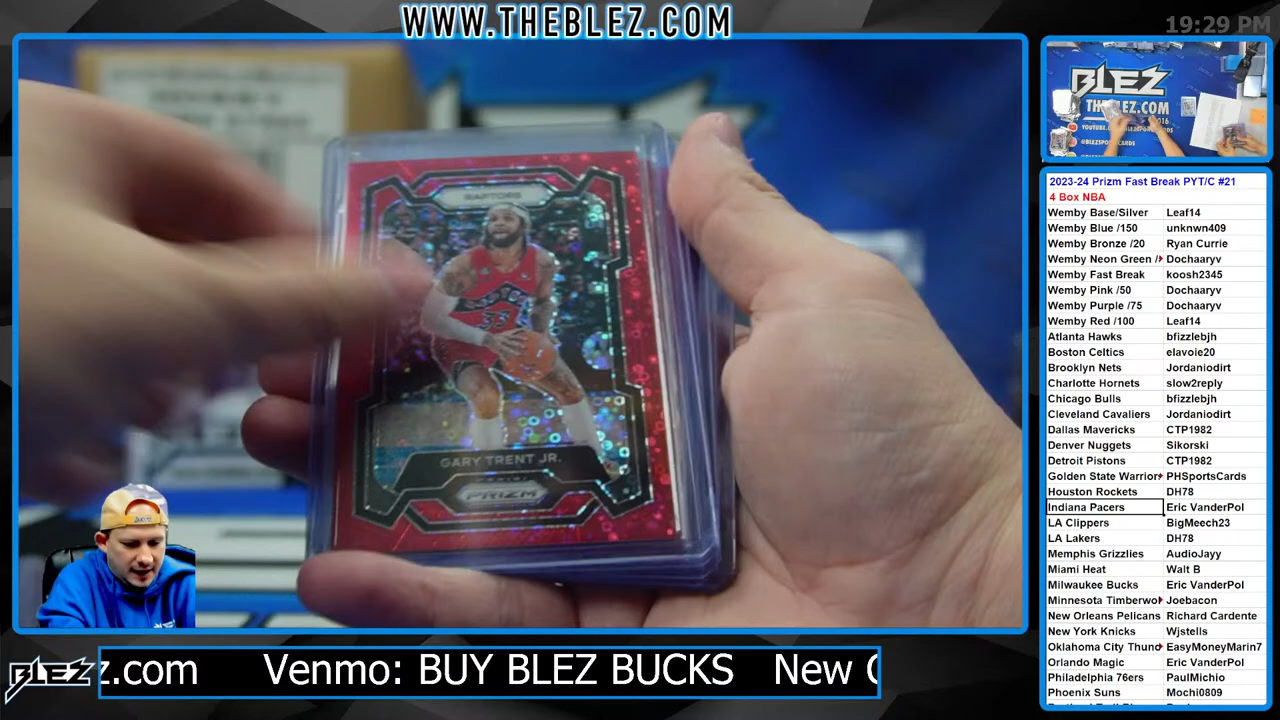 WWW.THEBLEZ.COM
19:29 PM
BLEZ
THEBLEZ.COM
RAPTORS
33
GARY TRENT JR.
PANINI
PRIZM
2023-24 Prizm Fast Break PYT/C #21
4 Box NBA
Wemby Base/Silver Leaf14
Wemby Blue /150 unknwn409
Wemby Bronze /20 Ryan Currie
Wemby Neon Green / Dochaaryv
Wemby Fast Break koosh2345
Wemby Pink /50 Dochaaryv
Wemby Purple /75 Dochaaryv
Wemby Red /100 Leaf14
Atlanta Hawks bfizzlebjh
Boston Celtics elavoie20
Brooklyn Nets Jordaniodirt
Charlotte Hornets slow2reply
Chicago Bulls bfizzlebjh
Cleveland Cavaliers Jordaniodirt
Dallas Mavericks CTP1982
Denver Nuggets Sikorski
Detroit Pistons CTP1982
Golden State Warrior PHSportsCards
Houston Rockets DH78
Indiana Pacers Eric VanderPol
LA Clippers BigMeech23
LA Lakers DH78
Memphis Grizzlies AudioJayy
Miami Heat Walt B
Milwaukee Bucks Eric VanderPol
Minnesota Timberwol Joebacon
New Orleans Pelicans Richard Cardente
New York Knicks Wjstells
Oklahoma City Thund EasyMoneyMarin7
Orlando Magic Eric VanderPol
Philadelphia 76ers PaulMichio
Phoenix Suns Mochi0809
BLEZ
z.com Venmo: BUY BLEZ BUCKS New